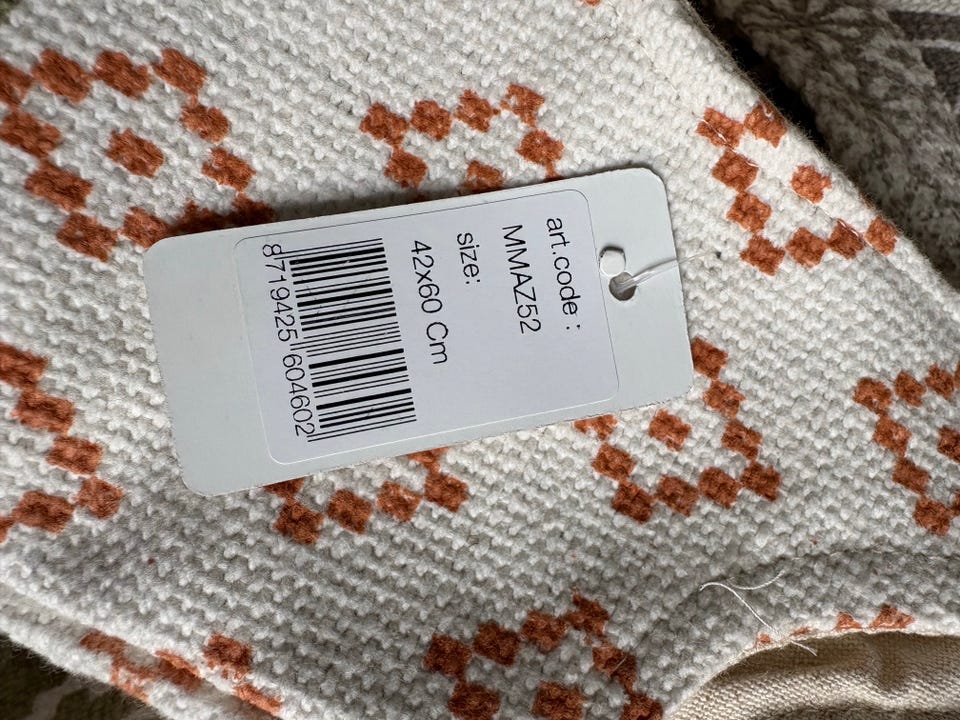 art.code :
MMAZ52
size:
42x60 Cm
8719425 604602